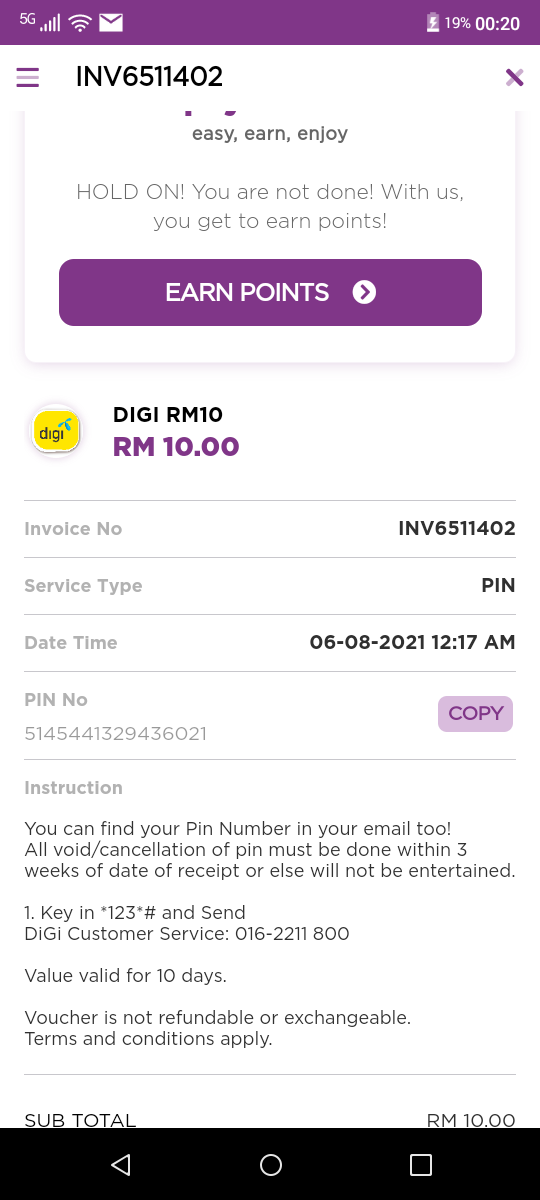 5G 19% 00:20
INV6511402
easy, earn, enjoy
HOLD ON! You are not done! With us,
you get to earn points!
EARN POINTS
digi
DIGI RM10
RM 10.00
Invoice No INV6511402
Service Type PIN
Date Time 06-08-2021 12:17 AM
PIN No
5145441329436021
COPY
Instruction
You can find your Pin Number in your email too!
All void/cancellation of pin must be done within 3
weeks of date of receipt or else will not be entertained.
1. Key in *123*# and Send
DiGi Customer Service: 016-2211 800
Value valid for 10 days.
Voucher is not refundable or exchangeable.
Terms and conditions apply.
SUB TOTAL RM 10.00